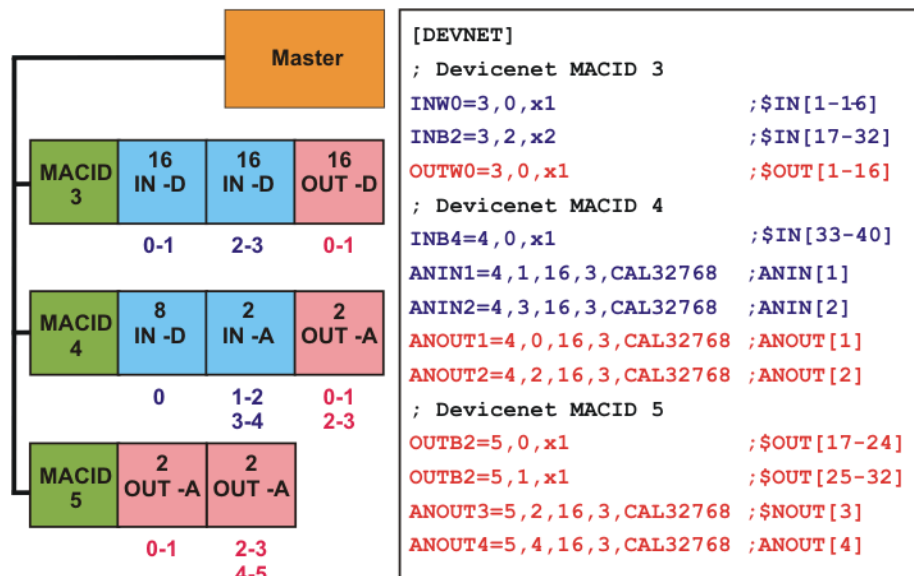 Master
MACID
3
16
IN -D
16
IN -D
16
OUT -D
0-1
2-3
0-1
MACID
4
8
IN -D
2
IN -A
2
OUT -A
0
1-2
3-4
0-1
2-3
MACID
5
2
OUT -A
2
OUT -A
0-1
2-3
4-5
[DEVNET]
; Devicenet MACID 3
INW0=3,0,x1 ;$IN[1-16]
INB2=3,2,x2 ;$IN[17-32]
OUTW0=3,0,x1 ;$OUT[1-16]
; Devicenet MACID 4
INB4=4,0,x1 ;$IN[33-40]
ANIN1=4,1,16,3,CAL32768 ;ANIN[1]
ANIN2=4,3,16,3,CAL32768 ;ANIN[2]
ANOUT1=4,0,16,3,CAL32768 ;ANOUT[1]
ANOUT2=4,2,16,3,CAL32768 ;ANOUT[2]
; Devicenet MACID 5
OUTB2=5,0,x1 ;$OUT[17-24]
OUTB2=5,1,x1 ;$OUT[25-32]
ANOUT3=5,2,16,3,CAL32768 ;$NOUT[3]
ANOUT4=5,4,16,3,CAL32768 ;ANOUT[4]